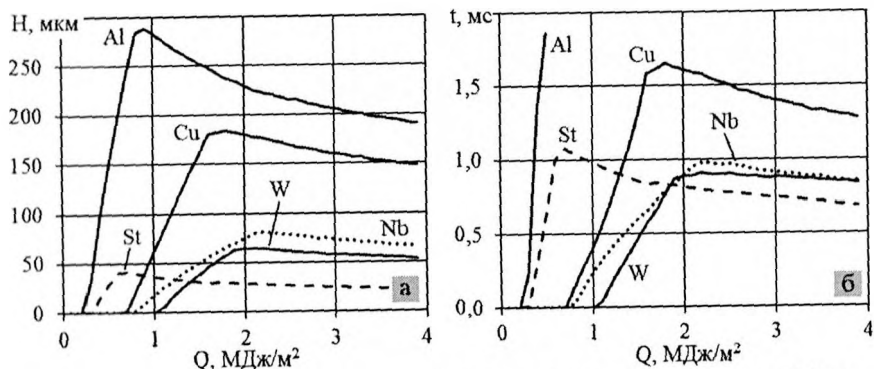 H, мкм
Al
250
200
Cu
150
W
100
Nb
St
50
а
0
0 1 2 3 4
Q, МДж/м²
t, мс
Al
Cu
1,5
Nb
St
1,0
0,5
W
б
0,0
0 1 2 3 4
Q, МДж/м²